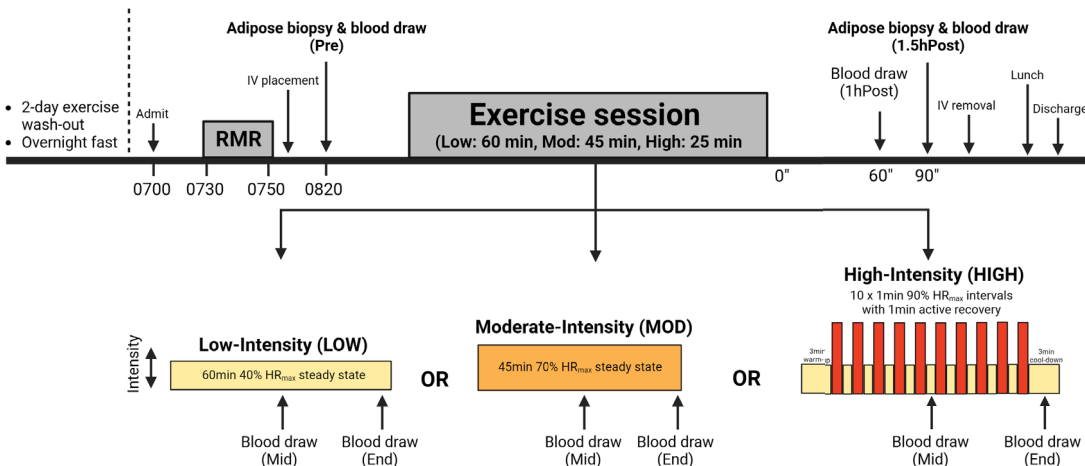 Adipose biopsy & blood draw
(Pre)
Adipose biopsy & blood draw
(1.5hPost)
• 2-day exercise
wash-out
• Overnight fast
Admit
RMR
IV placement
Exercise session
(Low: 60 min, Mod: 45 min, High: 25 min
Blood draw
(1hPost)
IV removal
Lunch
Discharge
0700
0730
0750
0820
0"
60"
90"
High-Intensity (HIGH)
10 x 1min 90% HRmax intervals
with 1min active recovery
Moderate-Intensity (MOD)
Low-Intensity (LOW)
Intensity
60min 40% HRmax steady state
OR
45min 70% HRmax steady state
OR
3min
warm-
3min
cool-down
Blood draw
(Mid)
Blood draw
(End)
Blood draw
(Mid)
Blood draw
(End)
Blood draw
(Mid)
Blood draw
(End)